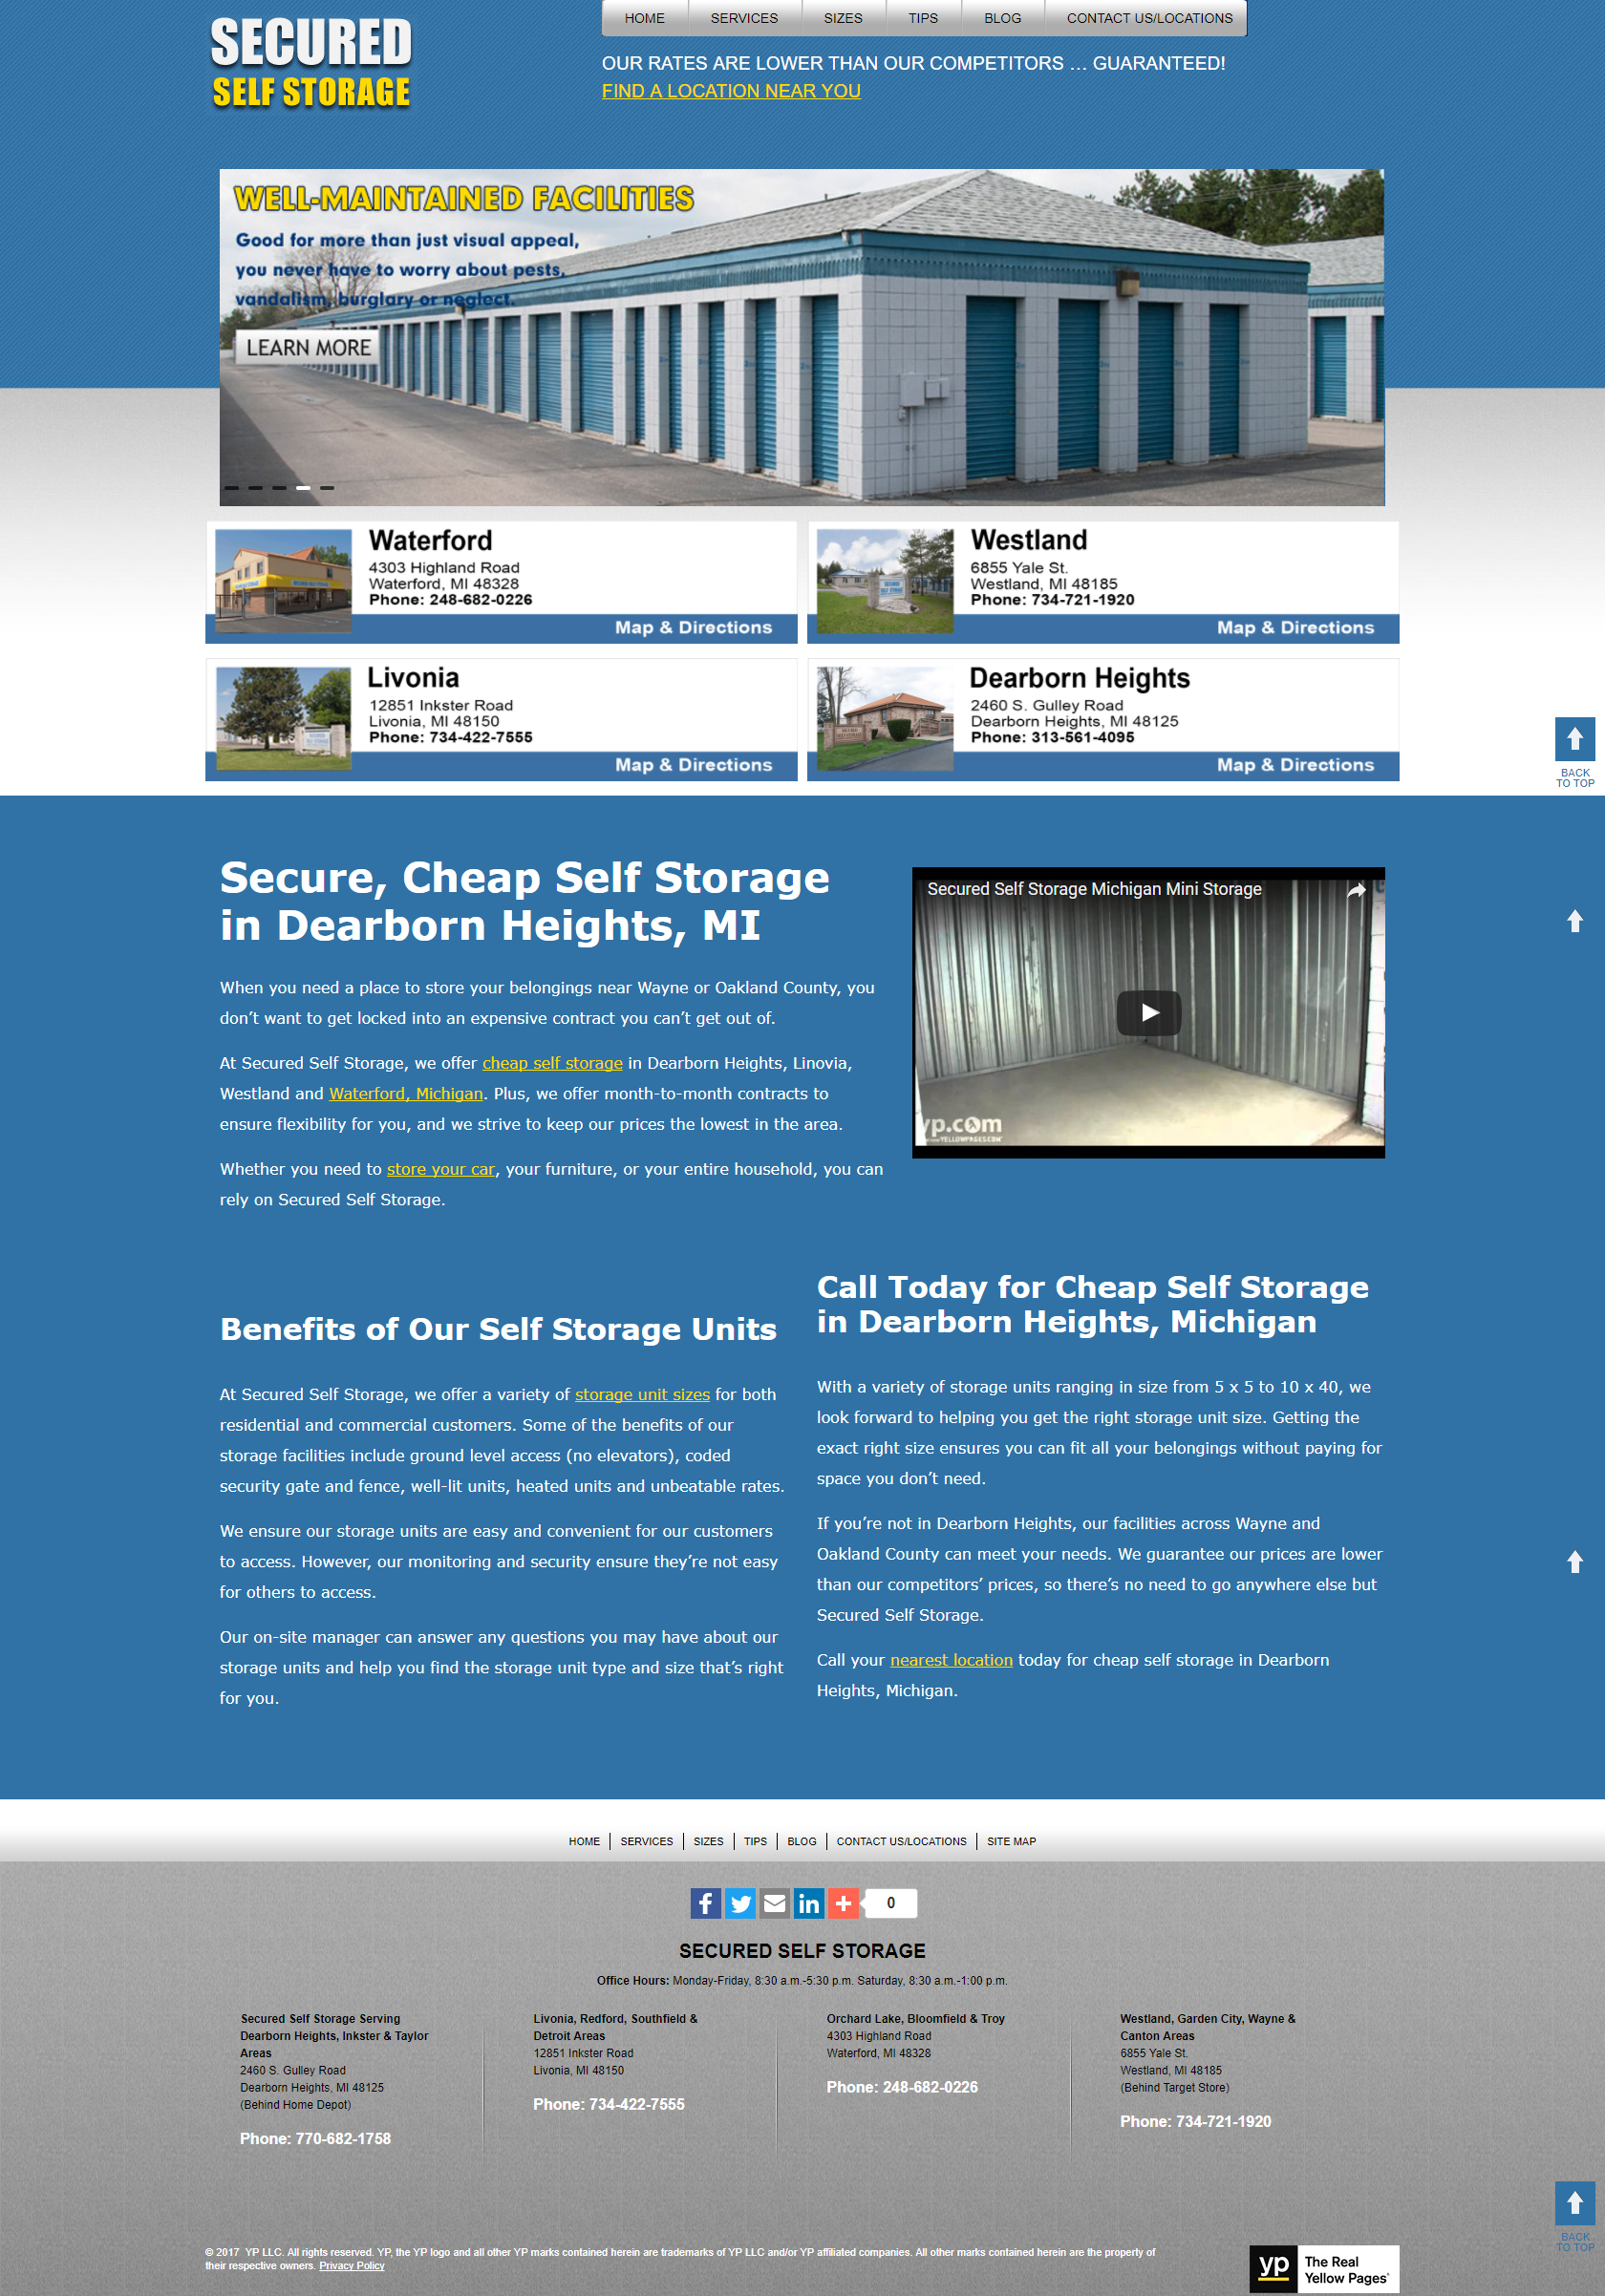 SECURED
SELF STORAGE
HOME
SERVICES
SIZES
TIPS
BLOG
CONTACT US/LOCATIONS
OUR RATES ARE LOWER THAN OUR COMPETITORS … GUARANTEED!
FIND A LOCATION NEAR YOU
WELL-MAINTAINED FACILITIES
Good for more than just visual appeal,
you never have to worry about pests,
vandalism, burglary or neglect.
LEARN MORE
Waterford
4303 Highland Road
Waterford, MI 48328
Phone: 248-682-0226
Map & Directions
Westland
6855 Yale St.
Westland, MI 48185
Phone: 734-721-1920
Map & Directions
Livonia
12851 Inkster Road
Livonia, MI 48150
Phone: 734-422-7555
Map & Directions
Dearborn Heights
2460 S. Gulley Road
Dearborn Heights, MI 48125
Phone: 313-561-4095
Map & Directions
BACK
TO TOP
Secure, Cheap Self Storage
in Dearborn Heights, MI
When you need a place to store your belongings near Wayne or Oakland County, you
don’t want to get locked into an expensive contract you can’t get out of.
At Secured Self Storage, we offer cheap self storage in Dearborn Heights, Linovia,
Westland and Waterford, Michigan. Plus, we offer month-to-month contracts to
ensure flexibility for you, and we strive to keep our prices the lowest in the area.
Whether you need to store your car, your furniture, or your entire household, you can
rely on Secured Self Storage.
Secured Self Storage Michigan Mini Storage
yp.com
YELLOWPAGES.COM
Benefits of Our Self Storage Units
At Secured Self Storage, we offer a variety of storage unit sizes for both
residential and commercial customers. Some of the benefits of our
storage facilities include ground level access (no elevators), coded
security gate and fence, well-lit units, heated units and unbeatable rates.
We ensure our storage units are easy and convenient for our customers
to access. However, our monitoring and security ensure they’re not easy
for others to access.
Our on-site manager can answer any questions you may have about our
storage units and help you find the storage unit type and size that’s right
for you.
Call Today for Cheap Self Storage
in Dearborn Heights, Michigan
With a variety of storage units ranging in size from 5 x 5 to 10 x 40, we
look forward to helping you get the right storage unit size. Getting the
exact right size ensures you can fit all your belongings without paying for
space you don’t need.
If you’re not in Dearborn Heights, our facilities across Wayne and
Oakland County can meet your needs. We guarantee our prices are lower
than our competitors’ prices, so there’s no need to go anywhere else but
Secured Self Storage.
Call your nearest location today for cheap self storage in Dearborn
Heights, Michigan.
HOME
SERVICES
SIZES
TIPS
BLOG
CONTACT US/LOCATIONS
SITE MAP
0
SECURED SELF STORAGE
Office Hours: Monday-Friday, 8:30 a.m.-5:30 p.m. Saturday, 8:30 a.m.-1:00 p.m.
Secured Self Storage Serving
Dearborn Heights, Inkster & Taylor
Areas
2460 S. Gulley Road
Dearborn Heights, MI 48125
(Behind Home Depot)
Phone: 770-682-1758
Livonia, Redford, Southfield &
Detroit Areas
12851 Inkster Road
Livonia, MI 48150
Phone: 734-422-7555
Orchard Lake, Bloomfield & Troy
4303 Highland Road
Waterford, MI 48328
Phone: 248-682-0226
Westland, Garden City, Wayne &
Canton Areas
6855 Yale St.
Westland, MI 48185
(Behind Target Store)
Phone: 734-721-1920
BACK
TO TOP
© 2017 YP LLC. All rights reserved. YP, the YP logo and all other YP marks contained herein are trademarks of YP LLC and/or YP affiliated companies. All other marks contained herein are the property of
their respective owners. Privacy Policy
yp
The Real
Yellow Pages